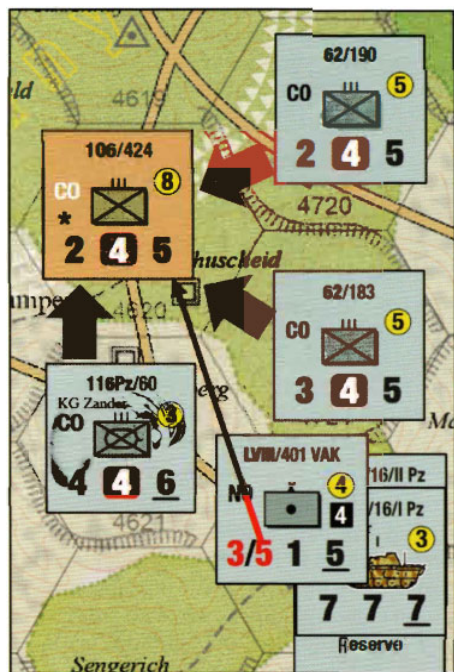 4619
62/190
CO
5
2 4 5
106/424
CO
8
*
2 4 5
4720
huscheid
4620
62/183
CO
5
3 4 5
116Pz/60
KG Zander
CO
3
4 4 6
berg
LVIII/401 VAK
4
4
3/5 1 5
/16/II Pz
/16/I Pz
3
7 7 7
Reserve
4621
Sengerich